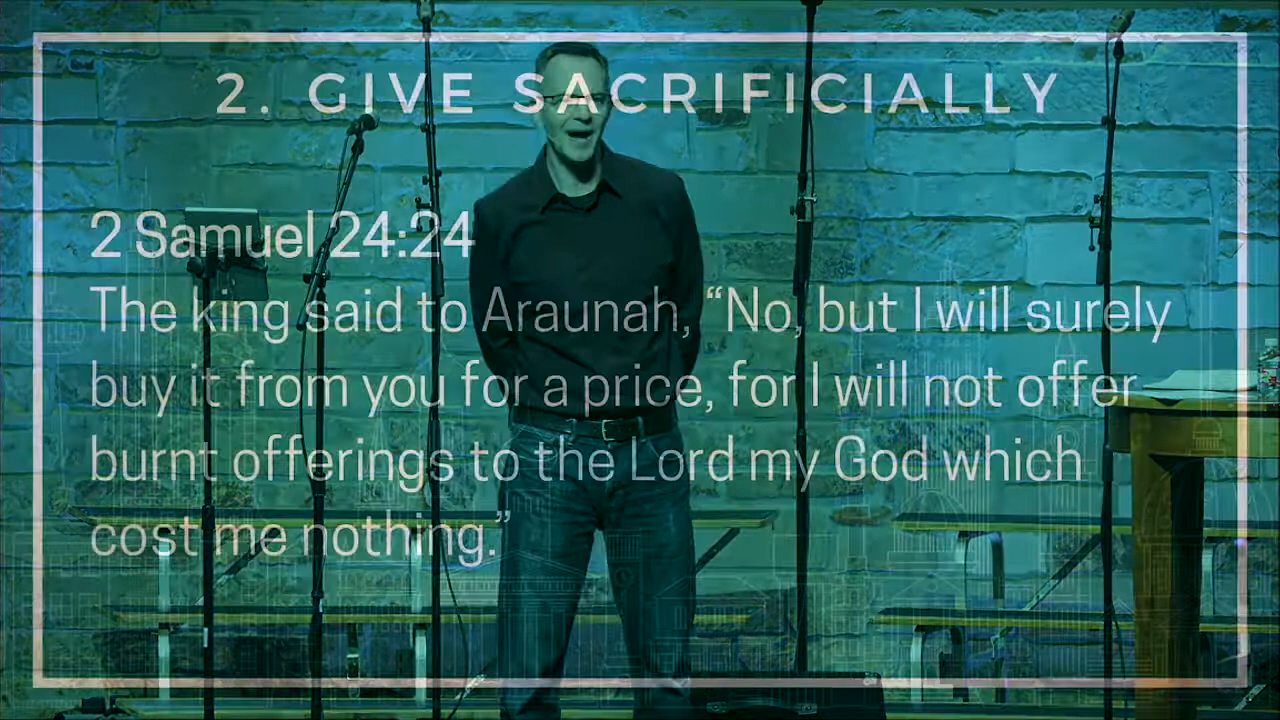 2. GIVE SACRIFICIALLY
2 Samuel 24:24
The king said to Araunah, “No, but I will surely
buy it from you for a price, for I will not offer
burnt offerings to the Lord my God which
cost me nothing.”